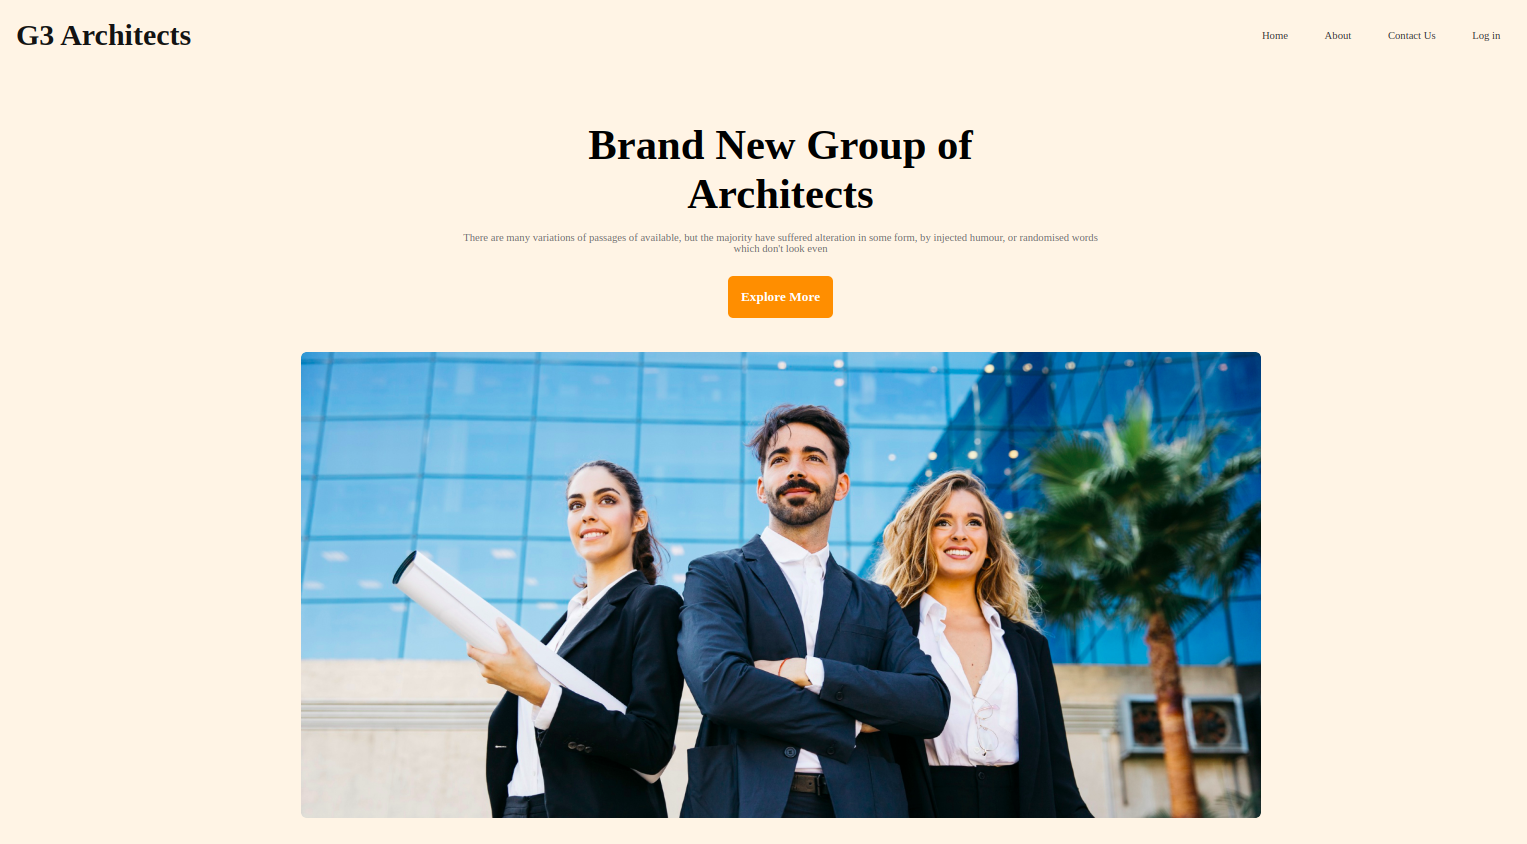 G3 Architects
Home About Contact Us Log in
Brand New Group of
Architects
There are many variations of passages of available, but the majority have suffered alteration in some form, by injected humour, or randomised words
which don't look even
Explore More